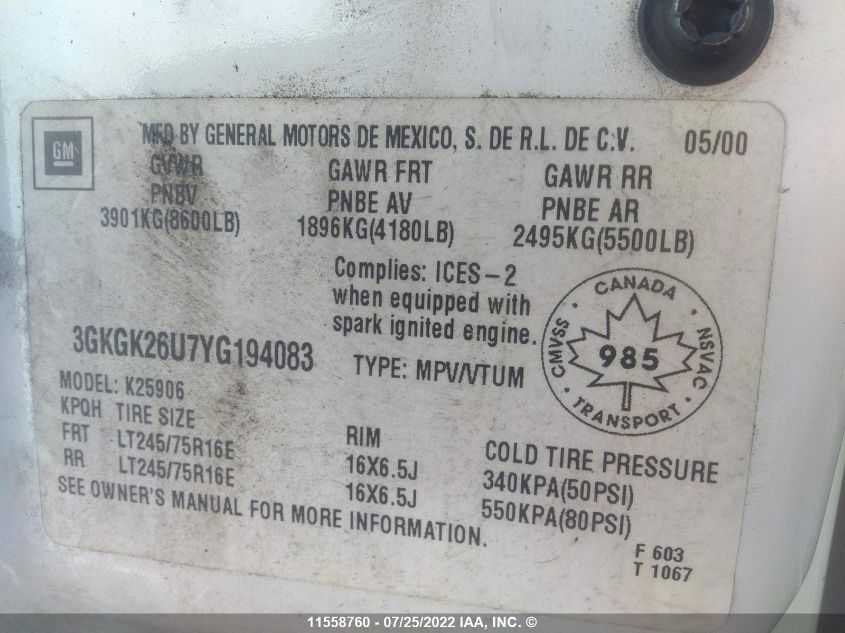 GM
MFD BY GENERAL MOTORS DE MEXICO, S. DE R.L. DE C.V. 05/00
GVWR GAWR FRT GAWR RR
PNBV PNBE AV PNBE AR
3901KG(8600LB) 1896KG(4180LB) 2495KG(5500LB)
Complies: ICES-2
when equipped with
spark ignited engine.
CANADA
CMVSS 985 NSVAC
TRANSPORT
3GKGK26U7YG194083 TYPE: MPV/VTUM
MODEL: K25906
KPQH TIRE SIZE RIM COLD TIRE PRESSURE
FRT LT245/75R16E 16X6.5J 340KPA(50PSI)
RR LT245/75R16E 16X6.5J 550KPA(80PSI)
SEE OWNER'S MANUAL FOR MORE INFORMATION.
F 603
T 1067
11558760 - 07/25/2022 IAA, Inc. ©